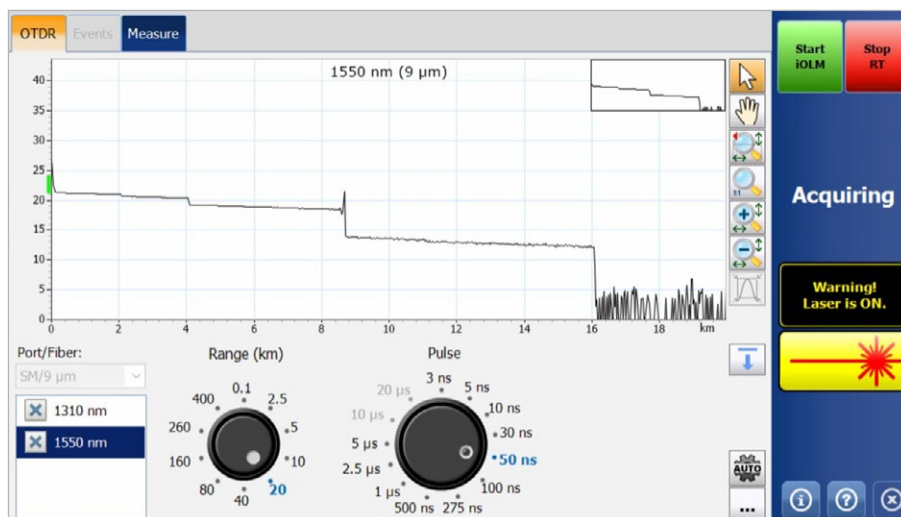 OTDR Events Measure
Start iOLM
Stop RT
1550 nm (9 µm)
40
35
30
25
20
15
10
5
0
0 2 4 6 8 10 12 14 16 18 km
1:1
Acquiring
Warning!
Laser is ON.
Port/Fiber:
SM/9 µm
1310 nm
1550 nm
Range (km)
0.1
2.5
5
10
20
40
80
160
260
400
Pulse
3 ns
5 ns
10 ns
30 ns
50 ns
100 ns
275 ns
500 ns
1 µs
2.5 µs
5 µs
10 µs
20 µs
AUTO
...